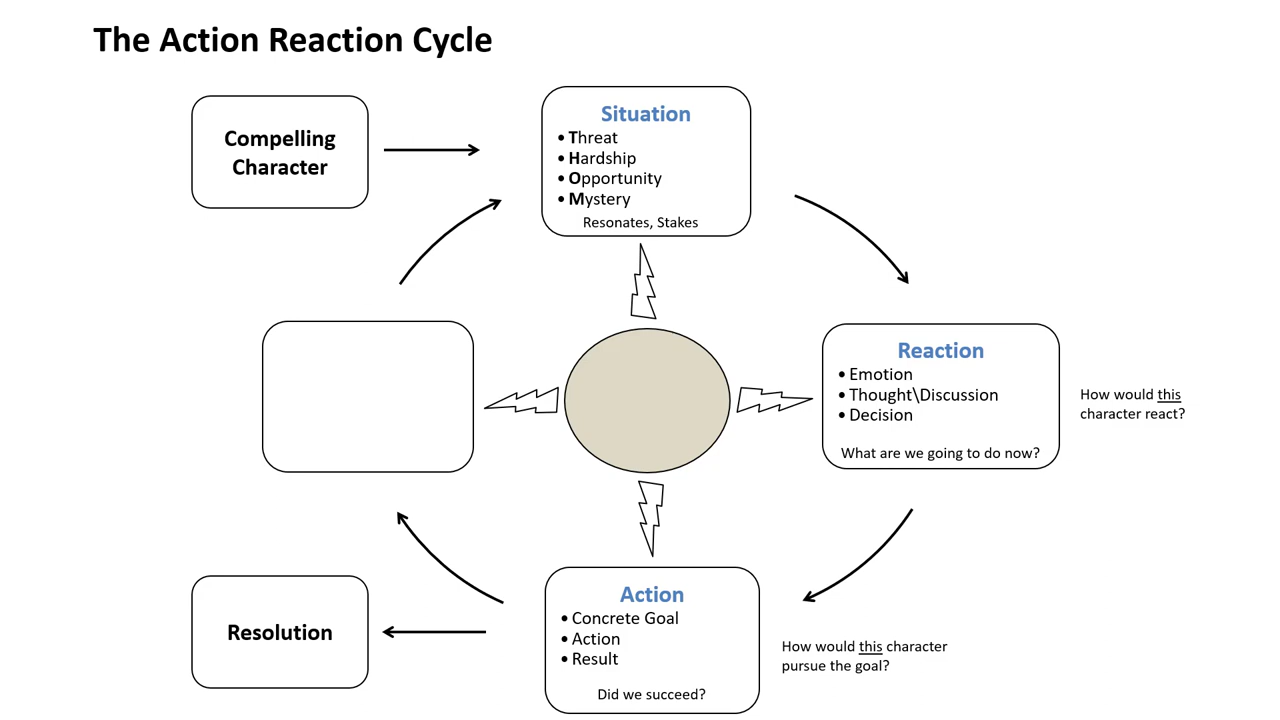 The Action Reaction Cycle
Compelling
Character
Situation
• Threat
• Hardship
• Opportunity
• Mystery
Resonates, Stakes
Reaction
• Emotion
• Thought\Discussion
• Decision
What are we going to do now?
How would this
character react?
Action
• Concrete Goal
• Action
• Result
Did we succeed?
How would this character
pursue the goal?
Resolution